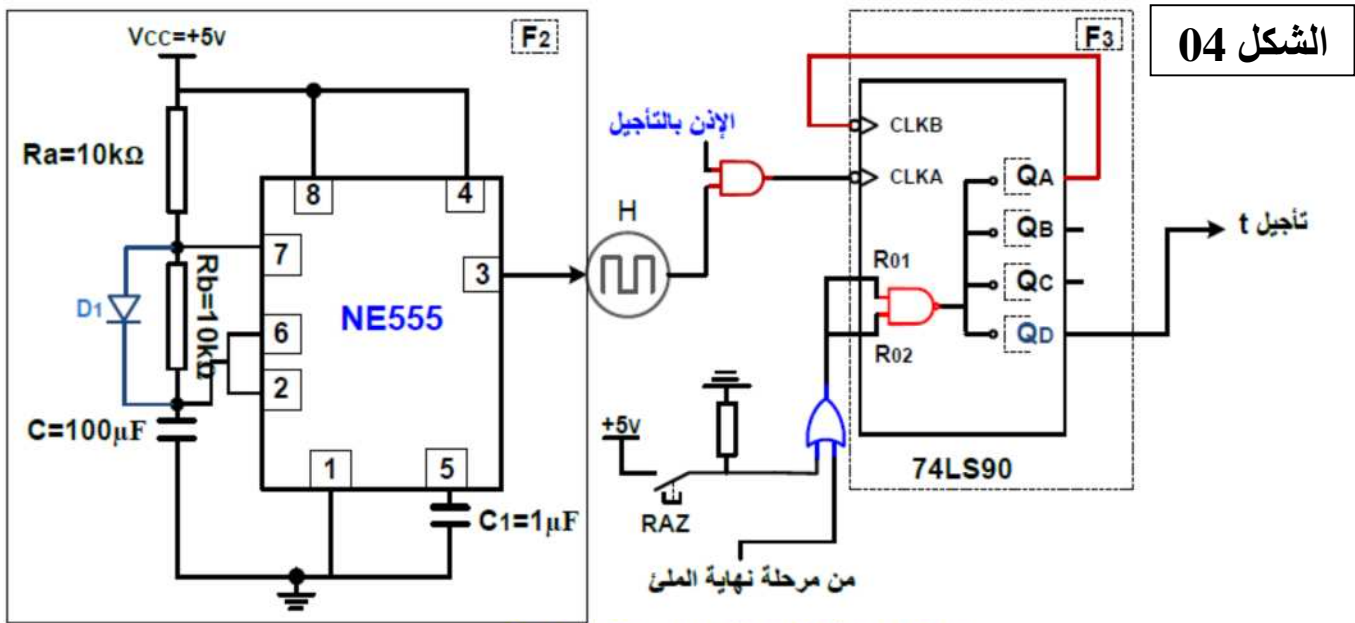 الشكل 04
VCC=+5v
F2
F3
Ra=10kΩ
الإذن بالتأجيل
CLKB
CLKA
QA
QB
QC
QD
تأجيل t
8
4
7
3
6
2
1
5
H
D1
Rb=10kΩ
NE555
R01
R02
C=100µF
C1=1µF
+5v
RAZ
74LS90
من مرحلة نهاية الملئ